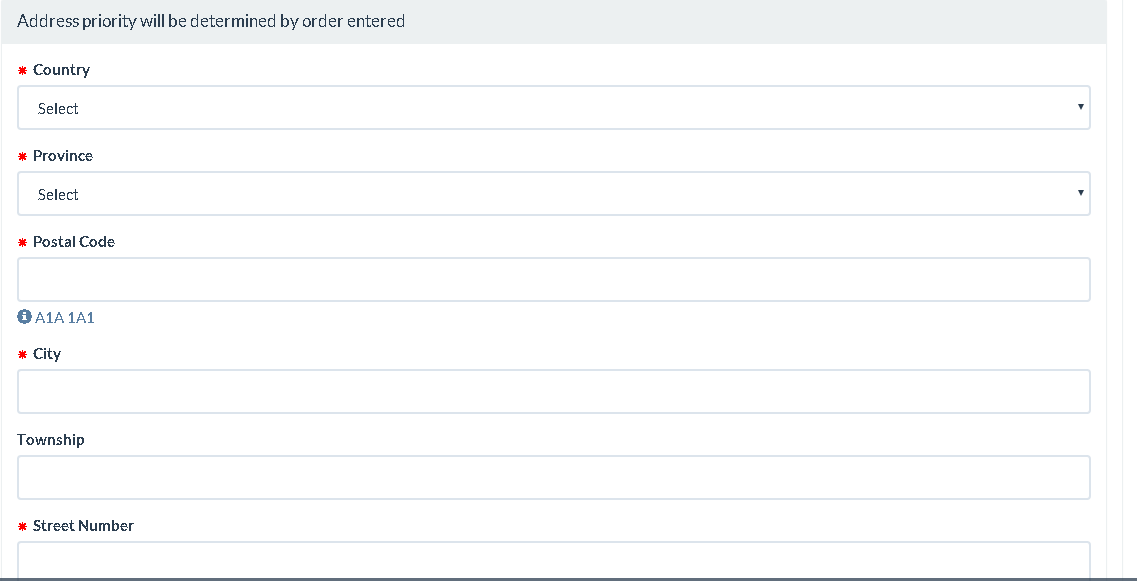 Address priority will be determined by order entered
* Country
Select
* Province
Select
* Postal Code
A1A 1A1
* City
Township
* Street Number